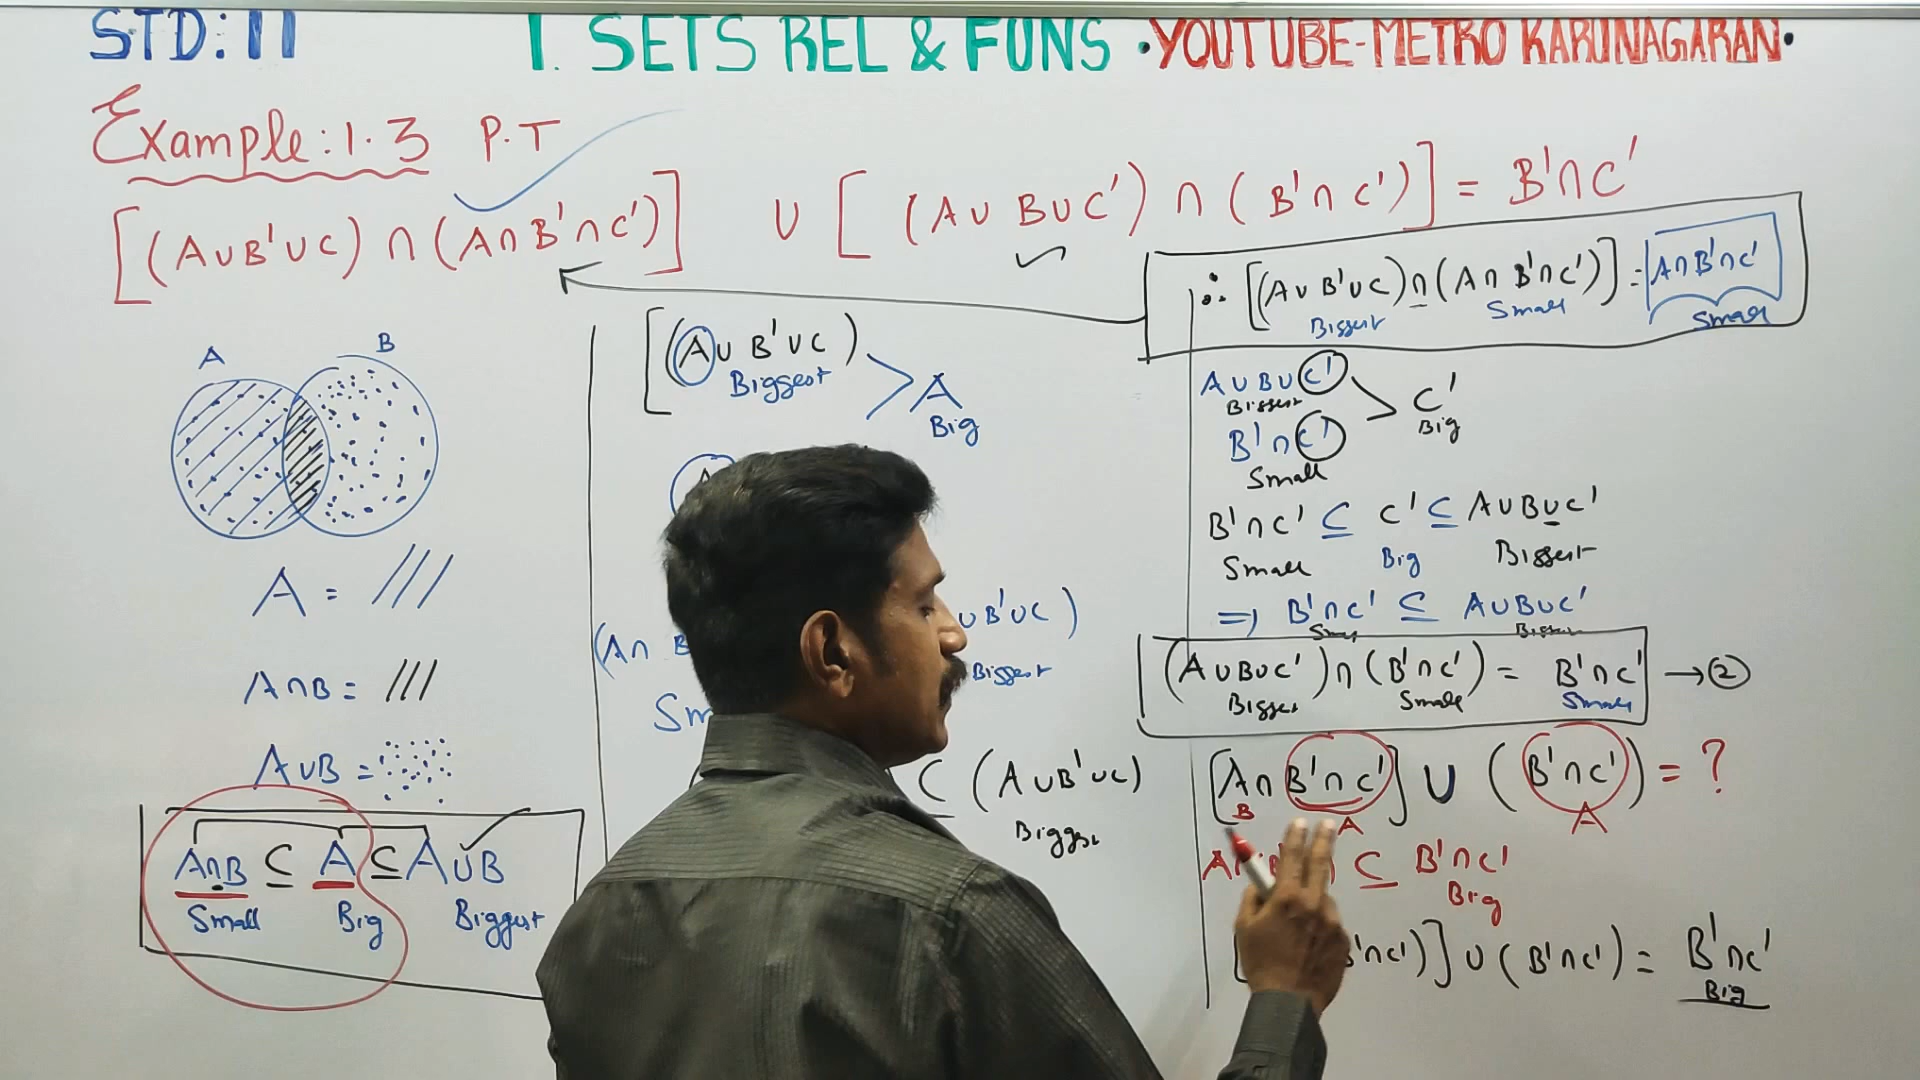 STD: 11 1. SETS REL & FUNS • YOUTUBE-METRO KARUNAGARAN •
Example: 1.3 P.T
[(A∪B'∪C) ∩ (A∩B'∩C')] ∪ [(A∪B∪C') ∩ (B'∩C')] = B'∩C'
A B
A = ///
A∩B = ///
A∪B =
A∩B ⊆ A ⊆ A∪B
Small Big Biggest
[(A∪B'∪C)
Biggest
A
Big
∪B'∪C)
(A∩ B
Biggest
Sm
⊆ (A∪B'∪C)
∴ [(A∪B'∪C)∩(A∩B'∩C')] = A∩B'∩C'
Biggest Small Small
A∪B∪C'
Biggest
C'
Big
B'∩C'
Small
B'∩C' ⊆ C' ⊆ A∪B∪C'
Small Big Biggest
⇒ B'∩C' ⊆ A∪B∪C'
(A∪B∪C')∩(B'∩C') = B'∩C' → ②
Small Small
[A∩B'∩C'] ∪ (B'∩C') = ?
B A A
A ⊆ B'∩C'
Big
[ B'∩C')] ∪ (B'∩C') = B'∩C'
Big